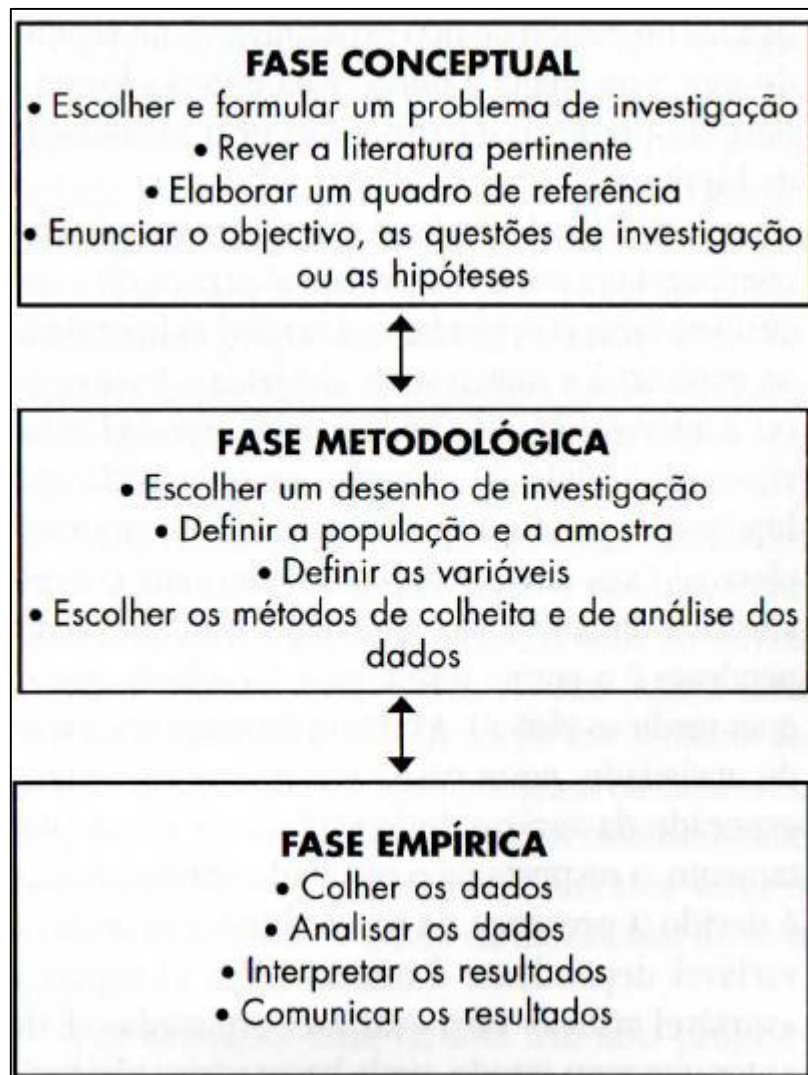 FASE CONCEPTUAL
• Escolher e formular um problema de investigação
• Rever a literatura pertinente
• Elaborar um quadro de referência
• Enunciar o objectivo, as questões de investigação
ou as hipóteses
FASE METODOLÓGICA
• Escolher um desenho de investigação
• Definir a população e a amostra
• Definir as variáveis
• Escolher os métodos de colheita e de análise dos
dados
FASE EMPÍRICA
• Colher os dados
• Analisar os dados
• Interpretar os resultados
• Comunicar os resultados